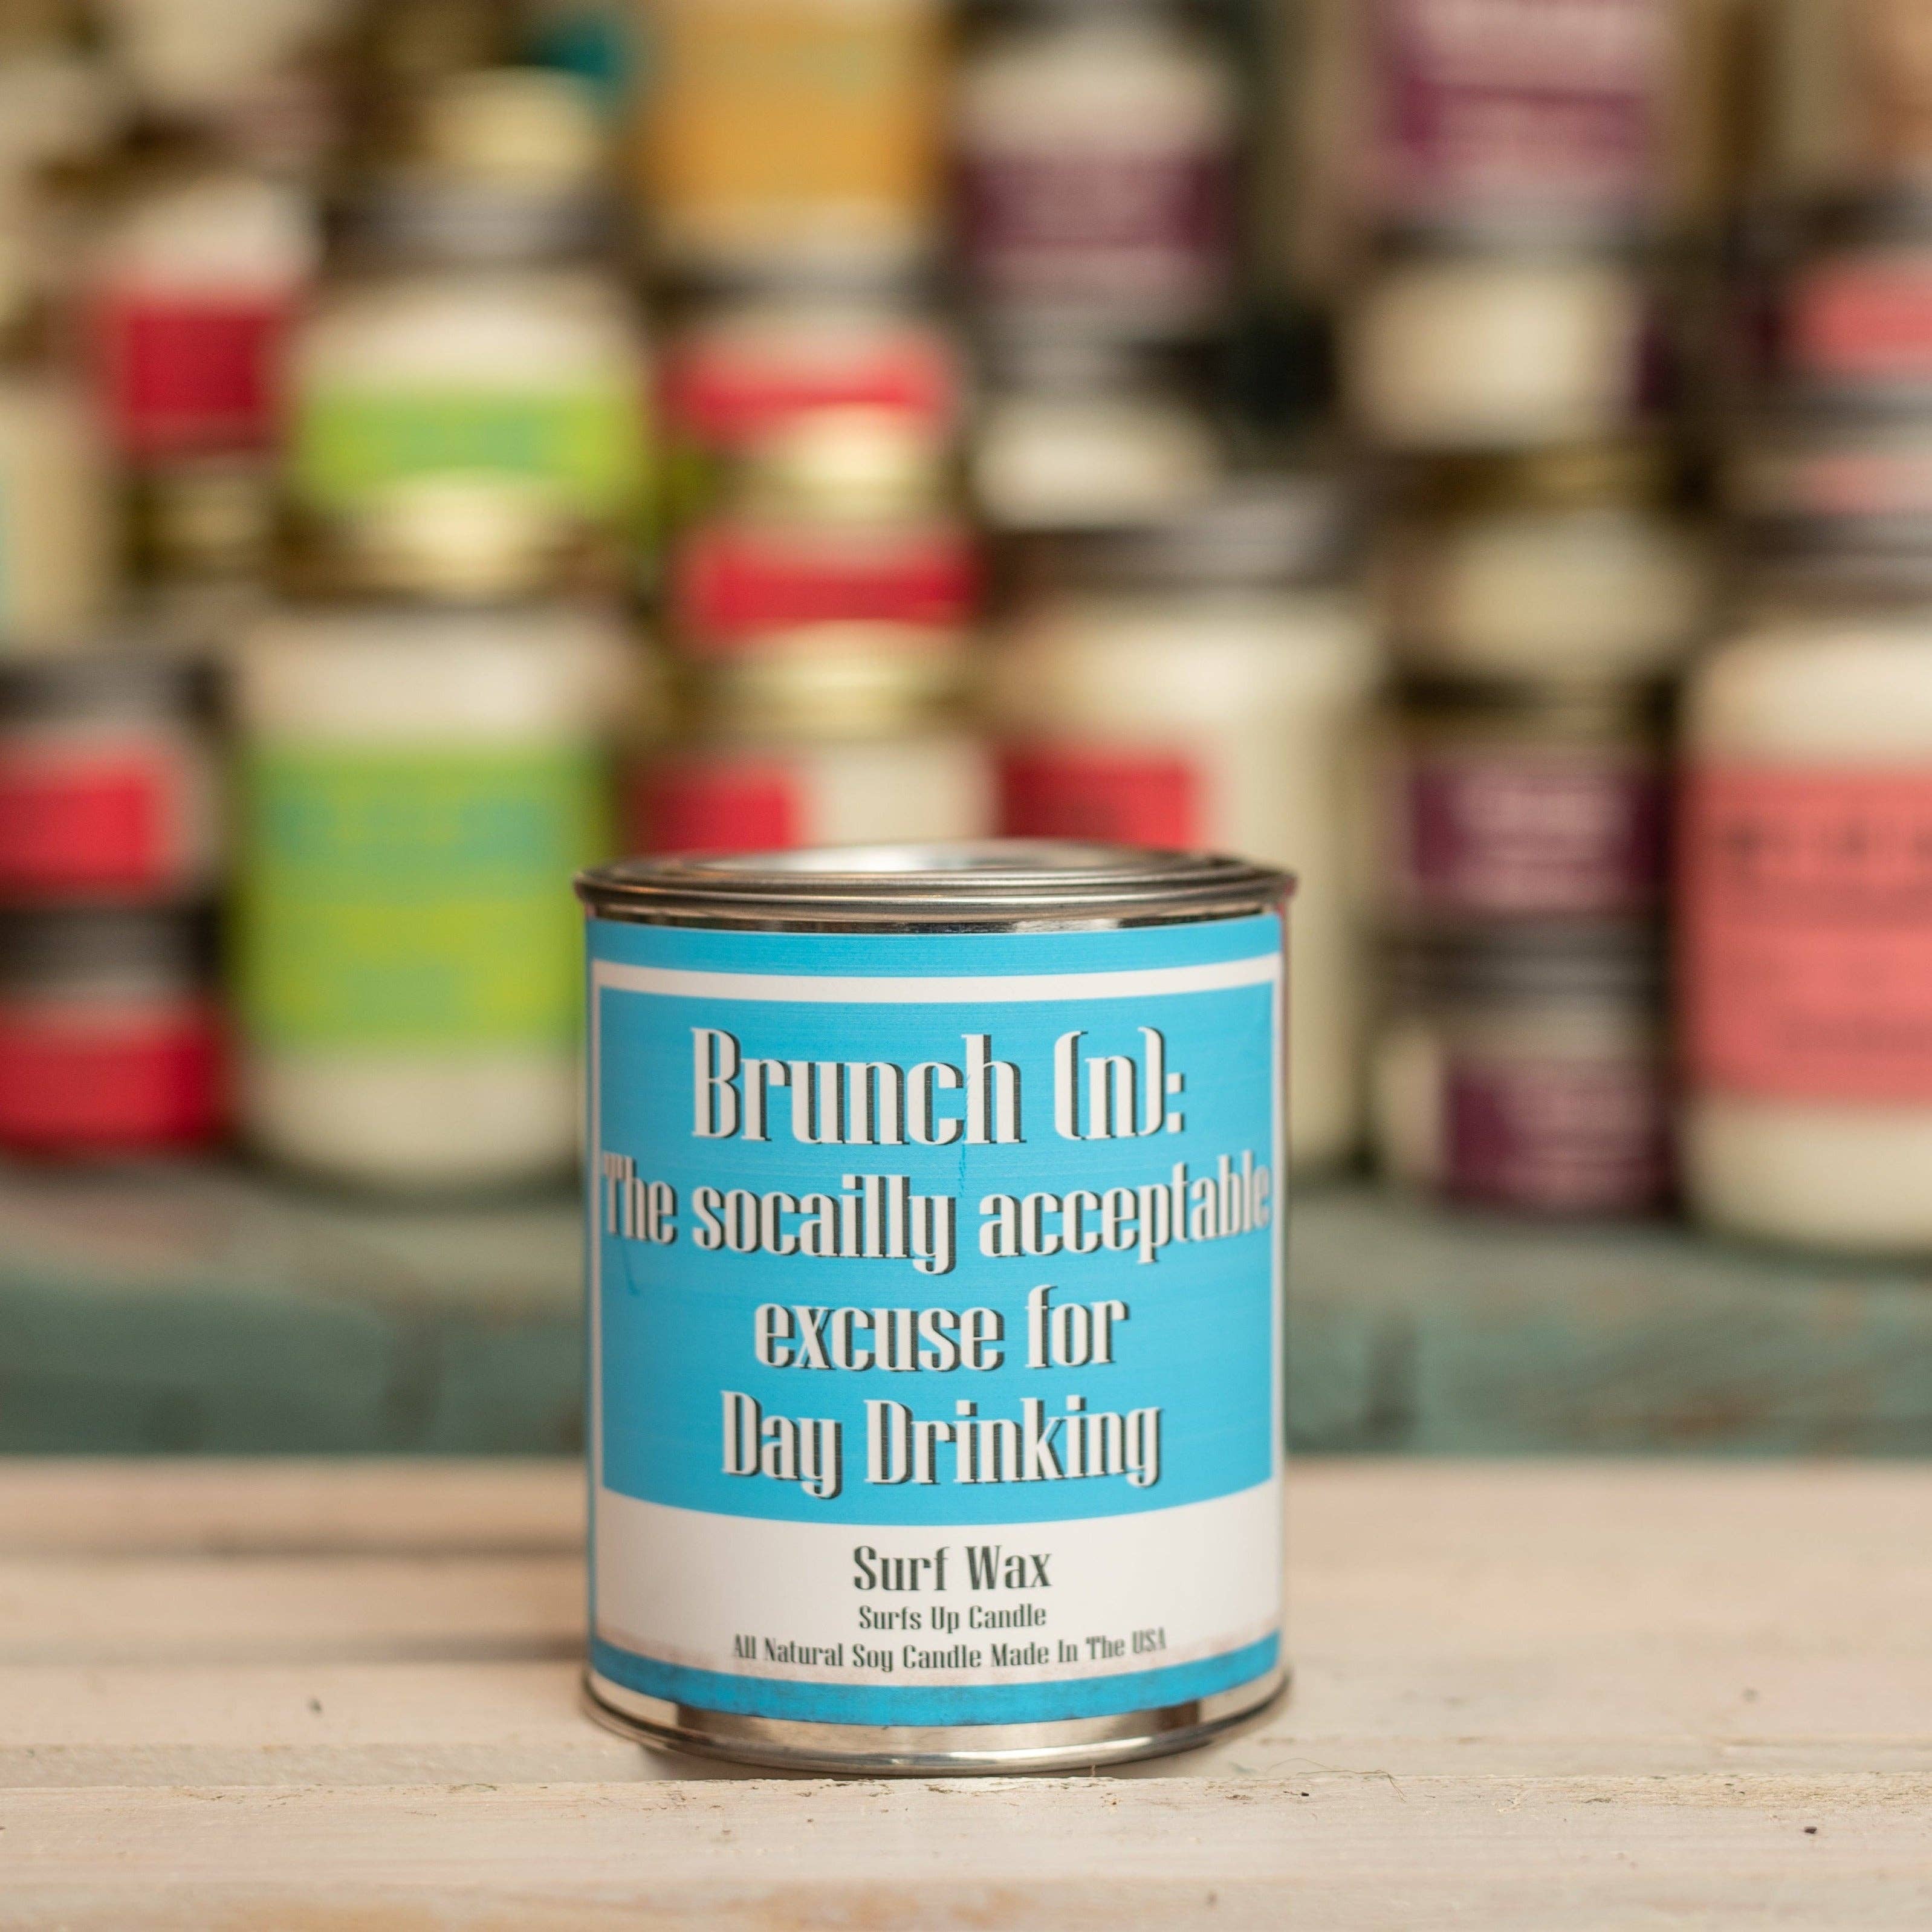 Brunch (n):
The socailly acceptable
excuse for
Day Drinking
Surf Wax
Surfs Up Candle
All Natural Soy Candle Made In The USA